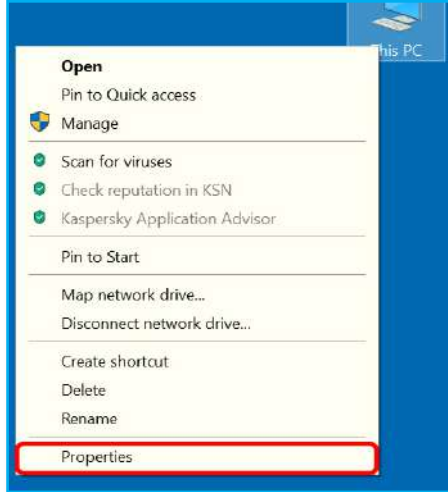 This PC
Open
Pin to Quick access
Manage
Scan for viruses
Check reputation in KSN
Kaspersky Application Advisor
Pin to Start
Map network drive...
Disconnect network drive...
Create shortcut
Delete
Rename
Properties